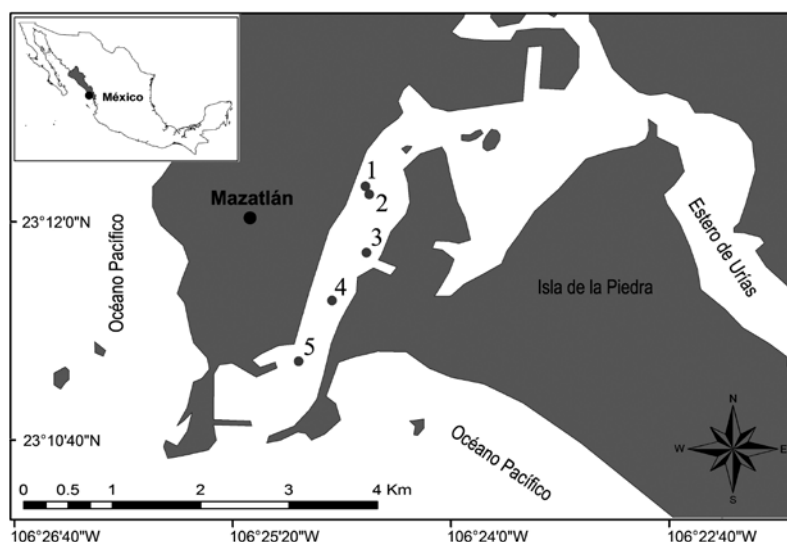 México
1
2
Mazatlán
23°12'0"N
3
Estero de Urías
Océano Pacífico
Isla de la Piedra
4
5
N
W
E
S
23°10'40"N
Océano Pacífico
0 0.5 1 2 3 4 Km
106°26'40"W 106°25'20"W 106°24'0"W 106°22'40"W